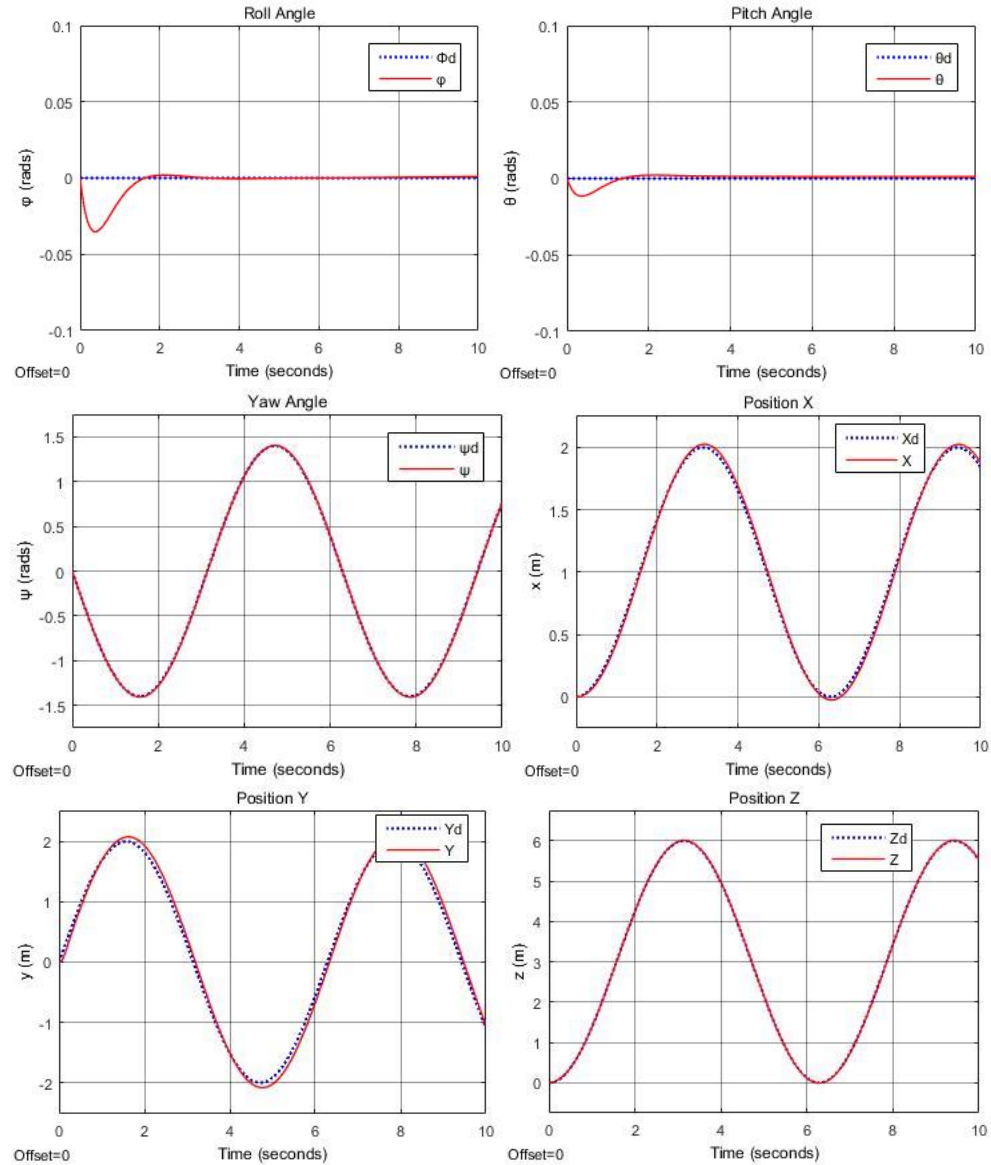 Roll Angle
0.1
0.05
0
-0.05
-0.1
φ (rads)
Φd
φ
0 2 4 6 8 10
Offset=0
Time (seconds)
Pitch Angle
0.1
0.05
0
-0.05
-0.1
θ (rads)
θd
θ
0 2 4 6 8 10
Offset=0
Time (seconds)
Yaw Angle
1.5
1
0.5
0
-0.5
-1
-1.5
ψ (rads)
ψd
ψ
0 2 4 6 8 10
Offset=0
Time (seconds)
Position X
2
1.5
1
0.5
0
x (m)
Xd
X
0 2 4 6 8 10
Offset=0
Time (seconds)
Position Y
2
1
0
-1
-2
y (m)
Yd
Y
0 2 4 6 8 10
Offset=0
Time (seconds)
Position Z
6
5
4
3
2
1
0
z (m)
Zd
Z
0 2 4 6 8 10
Offset=0
Time (seconds)